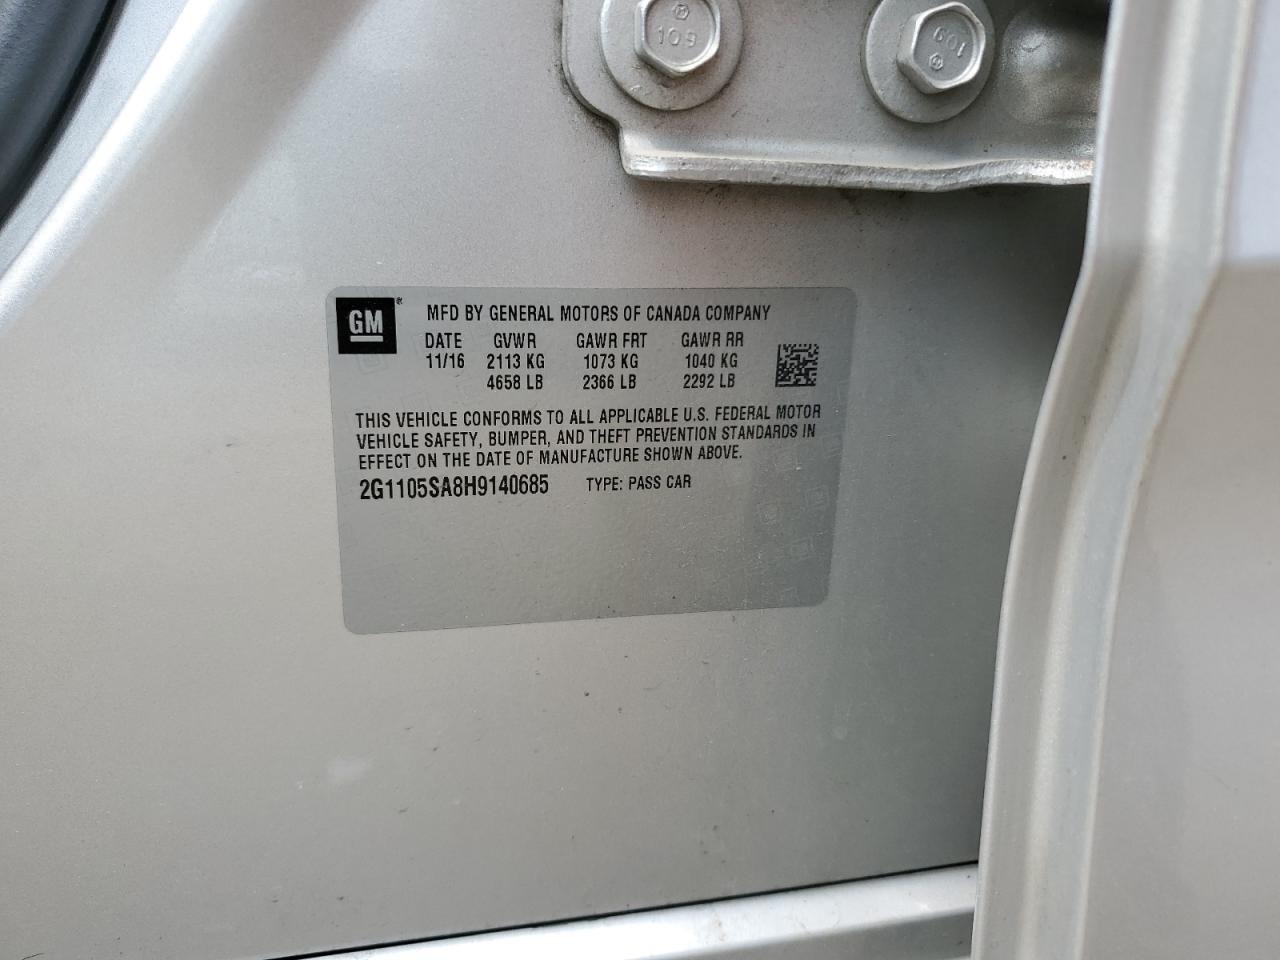 109
109
GM®
MFD BY GENERAL MOTORS OF CANADA COMPANY
DATE GVWR GAWR FRT GAWR RR
11/16 2113 KG 1073 KG 1040 KG
4658 LB 2366 LB 2292 LB
THIS VEHICLE CONFORMS TO ALL APPLICABLE U.S. FEDERAL MOTOR
VEHICLE SAFETY, BUMPER, AND THEFT PREVENTION STANDARDS IN
EFFECT ON THE DATE OF MANUFACTURE SHOWN ABOVE.
2G1105SA8H9140685 TYPE: PASS CAR